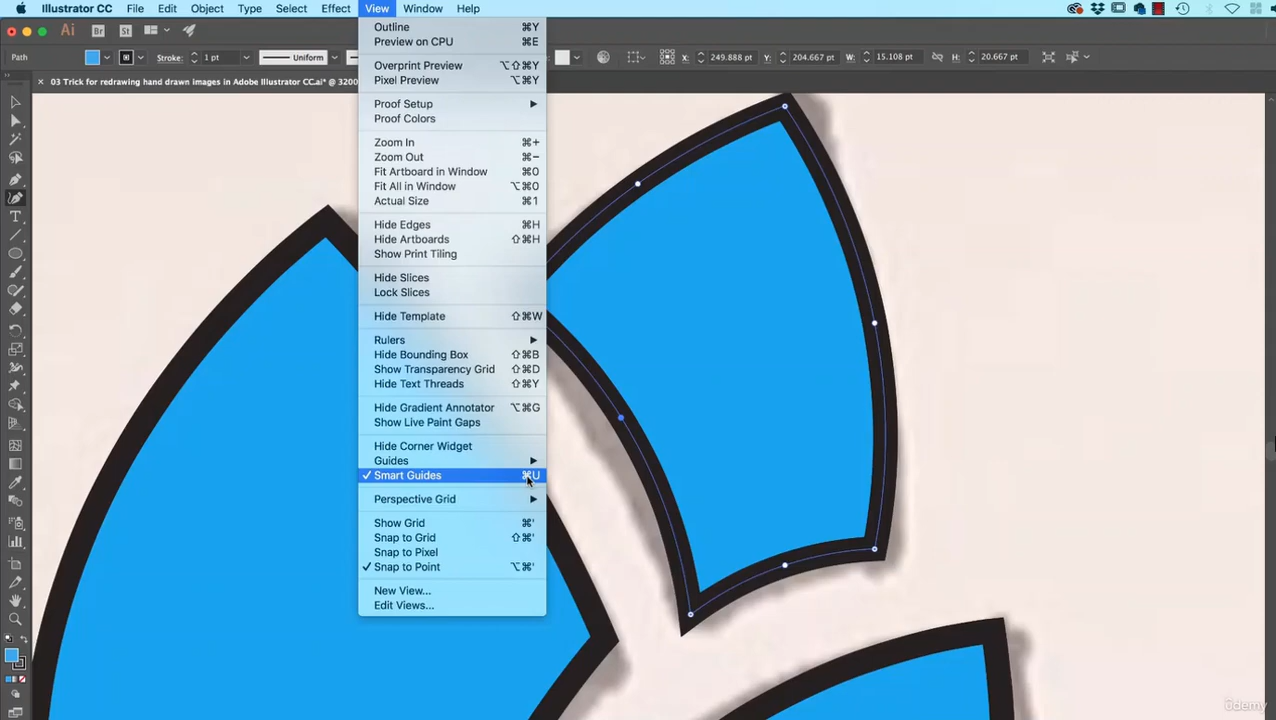 Illustrator CC File Edit Object Type Select Effect View Window Help
Ai Br St
Path Stroke: 1 pt Uniform X: 249.888 pt Y: 204.667 pt W: 15.108 pt H: 20.667 pt
× 03 Trick for redrawing hand drawn images in Adobe Illustrator CC.ai* @ 3200
Outline ⌘Y
Preview on CPU ⌘E
Overprint Preview ⌥⇧⌘Y
Pixel Preview ⌥⌘Y
Proof Setup
Proof Colors
Zoom In ⌘+
Zoom Out ⌘−
Fit Artboard in Window ⌘0
Fit All in Window ⌥⌘0
Actual Size ⌘1
Hide Edges ⌘H
Hide Artboards ⇧⌘H
Show Print Tiling
Hide Slices
Lock Slices
Hide Template ⇧⌘W
Rulers
Hide Bounding Box ⇧⌘B
Show Transparency Grid ⇧⌘D
Hide Text Threads ⇧⌘Y
Hide Gradient Annotator ⌥⌘G
Show Live Paint Gaps
Hide Corner Widget
Guides
✓ Smart Guides ⌘U
Perspective Grid
Show Grid ⌘'
Snap to Grid ⇧⌘'
Snap to Pixel
✓ Snap to Point ⌥⌘'
New View...
Edit Views...
ûdemy